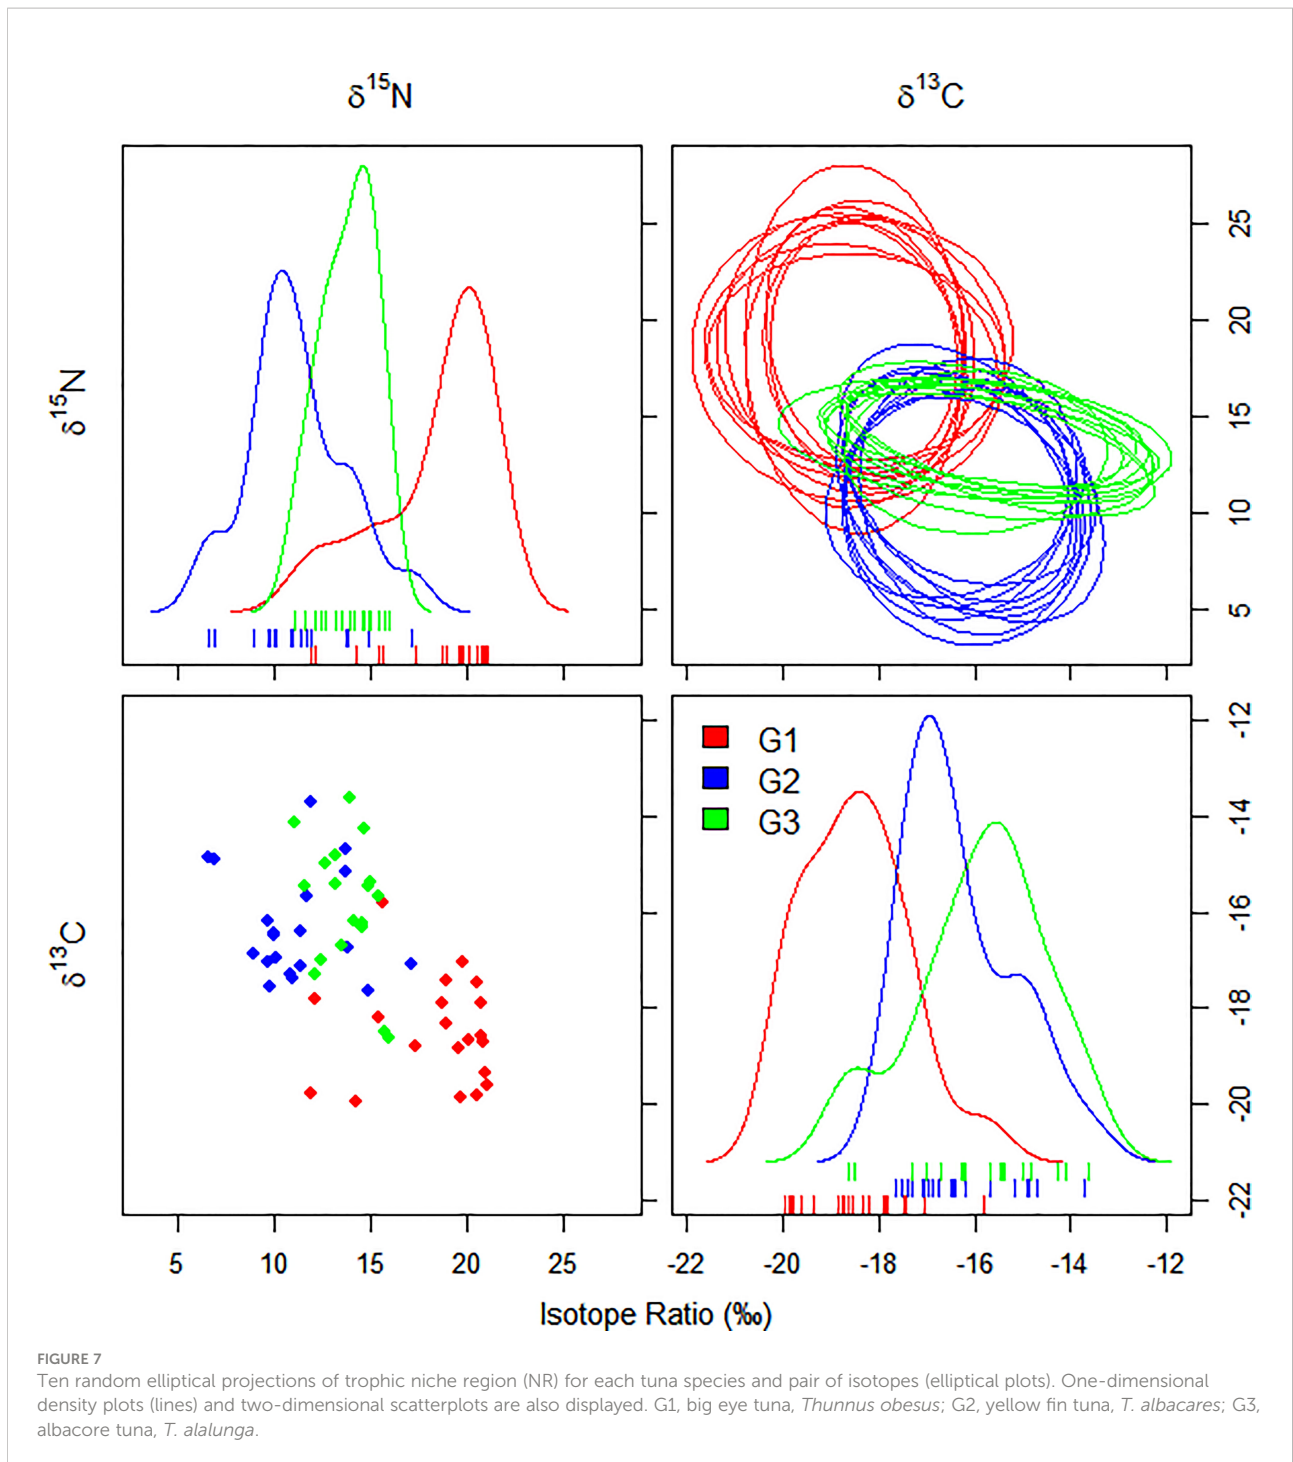 δ15N
δ13C
δ15N
25
20
15
10
5
δ13C
G1
G2
G3
-12
-14
-16
-18
-20
-22
5 10 15 20 25
-22 -20 -18 -16 -14 -12
Isotope Ratio (‰)
FIGURE 7
Ten random elliptical projections of trophic niche region (NR) for each tuna species and pair of isotopes (elliptical plots). One-dimensional
density plots (lines) and two-dimensional scatterplots are also displayed. G1, big eye tuna, Thunnus obesus; G2, yellow fin tuna, T. albacares; G3,
albacore tuna, T. alalunga.